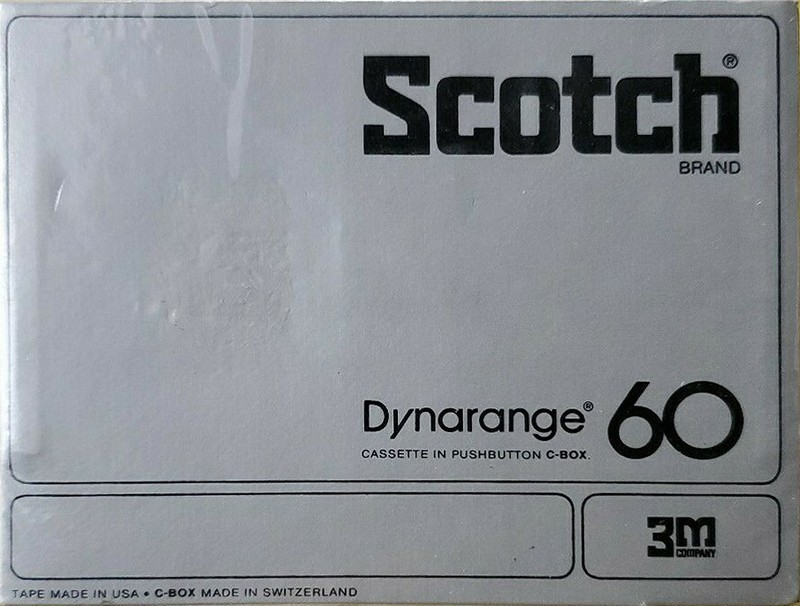 Scotch®
BRAND
Dynarange® 60
CASSETTE IN PUSHBUTTON C-BOX.
3M
COMPANY
TAPE MADE IN USA • C-BOX MADE IN SWITZERLAND